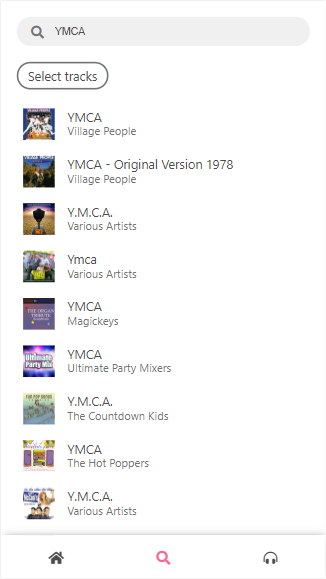 YMCA
Select tracks
YMCA
Village People
YMCA - Original Version 1978
Village People
Y.M.C.A.
Various Artists
Ymca
Various Artists
YMCA
Magickeys
YMCA
Ultimate Party Mixers
Y.M.C.A.
The Countdown Kids
YMCA
The Hot Poppers
Y.M.C.A.
Various Artists